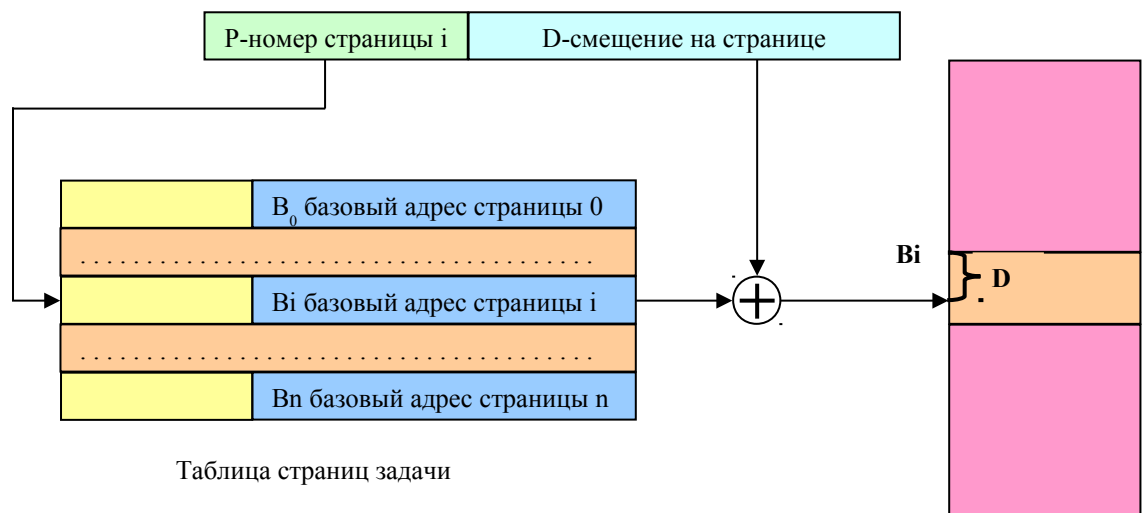 P-номер страницы i
D-смещение на странице
B0 базовый адрес страницы 0
. . . . . . . . . . . . . . . . . . . . . . . . . . . . . . . . . . . . . . .
Bi
D
Bi базовый адрес страницы i
. . . . . . . . . . . . . . . . . . . . . . . . . . . . . . . . . . . . . . .
Bn базовый адрес страницы n
Таблица страниц задачи